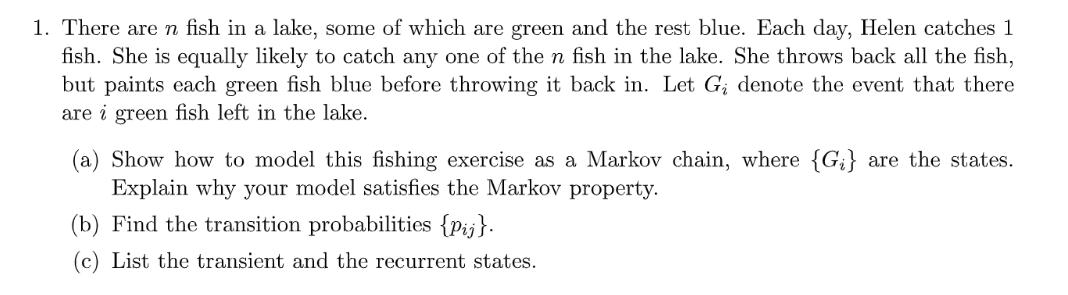 1. There are n fish in a lake, some of which are green and the rest blue. Each day, Helen catches 1
fish. She is equally likely to catch any one of the n fish in the lake. She throws back all the fish,
but paints each green fish blue before throwing it back in. Let G_i denote the event that there
are i green fish left in the lake.
(a) Show how to model this fishing exercise as a Markov chain, where {G_i} are the states.
Explain why your model satisfies the Markov property.
(b) Find the transition probabilities {p_ij}.
(c) List the transient and the recurrent states.